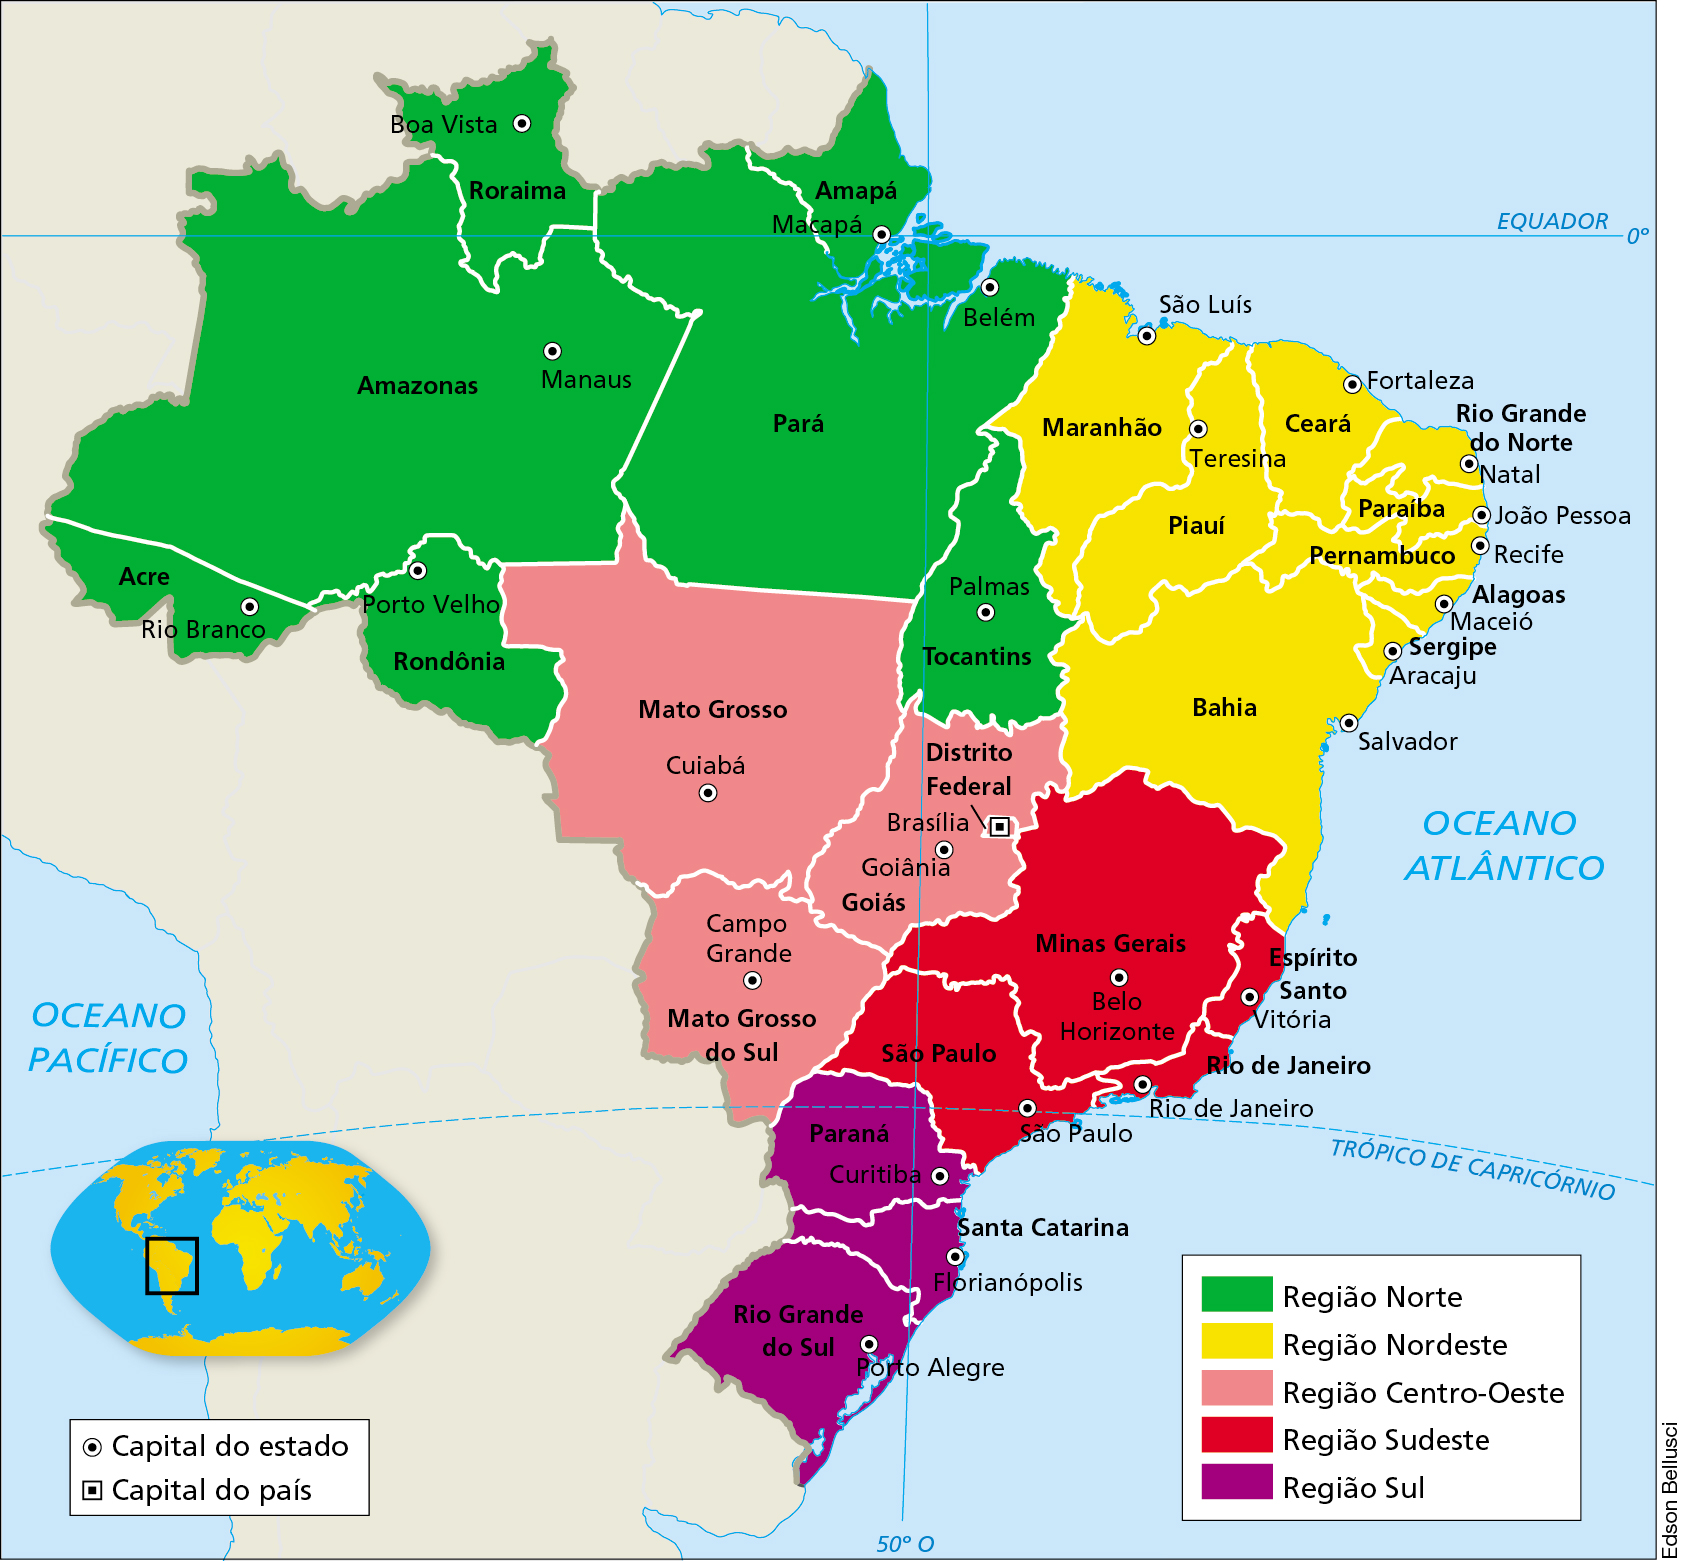 Boa Vista
Roraima
Amapá
Macapá
EQUADOR
0º
Belém
São Luís
Manaus
Amazonas
Pará
Maranhão
Teresina
Ceará
Fortaleza
Rio Grande
do Norte
Natal
Paraíba
João Pessoa
Piauí
Pernambuco
Recife
Acre
Rio Branco
Porto Velho
Rondônia
Palmas
Tocantins
Alagoas
Maceió
Sergipe
Aracaju
Bahia
Salvador
Mato Grosso
Cuiabá
Distrito
Federal
Brasília
Goiânia
Goiás
OCEANO
ATLÂNTICO
Campo
Grande
Mato Grosso
do Sul
Minas Gerais
Belo
Horizonte
Espírito
Santo
Vitória
OCEANO
PACÍFICO
São Paulo
São Paulo
Rio de Janeiro
Rio de Janeiro
TRÓPICO DE CAPRICÓRNIO
Paraná
Curitiba
Santa Catarina
Florianópolis
Rio Grande
do Sul
Porto Alegre
50º O
Capital do estado
Capital do país
Região Norte
Região Nordeste
Região Centro-Oeste
Região Sudeste
Região Sul
Edson Bellusci